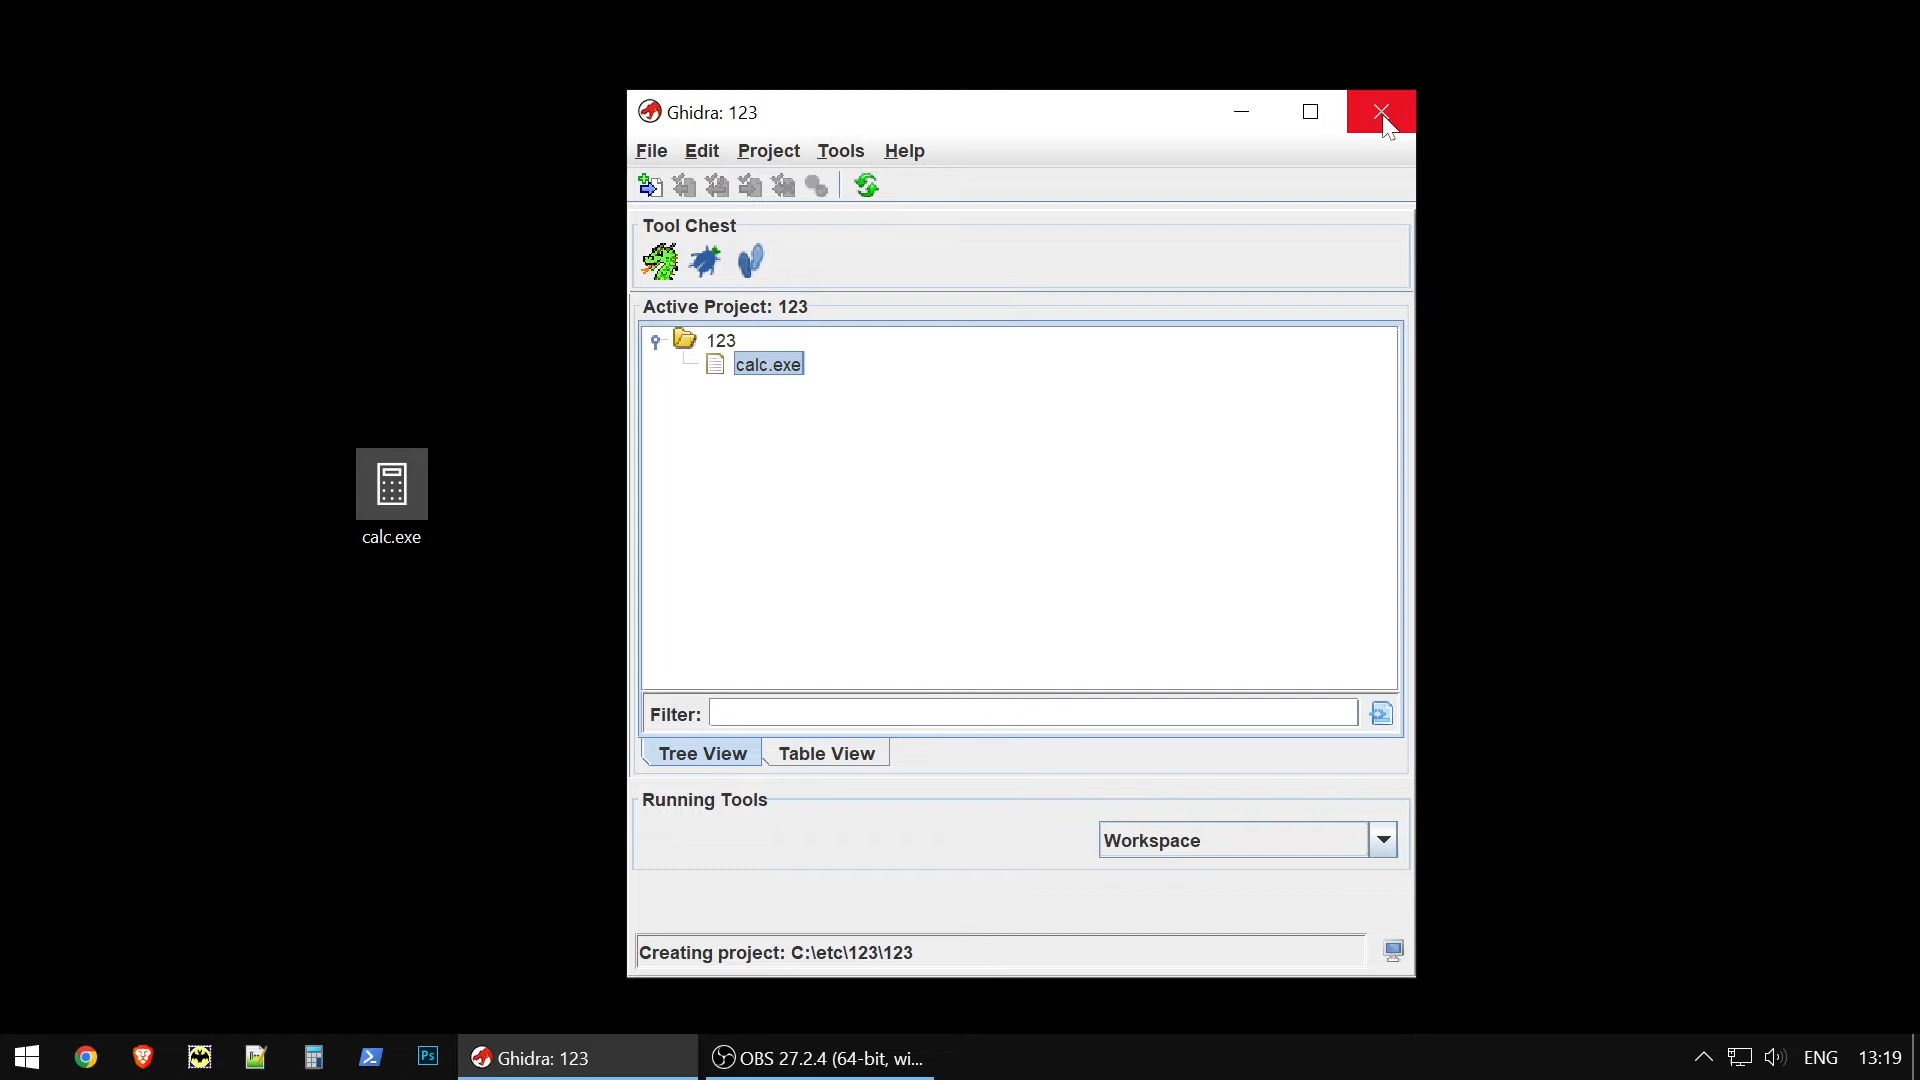 Ghidra: 123
File Edit Project Tools Help
Tool Chest
Active Project: 123
123
calc.exe
calc.exe
Filter:
Tree View Table View
Running Tools
Workspace
Creating project: C:\etc\123\123
Ps
Ghidra: 123
OBS 27.2.4 (64-bit, wi...
ENG
13:19